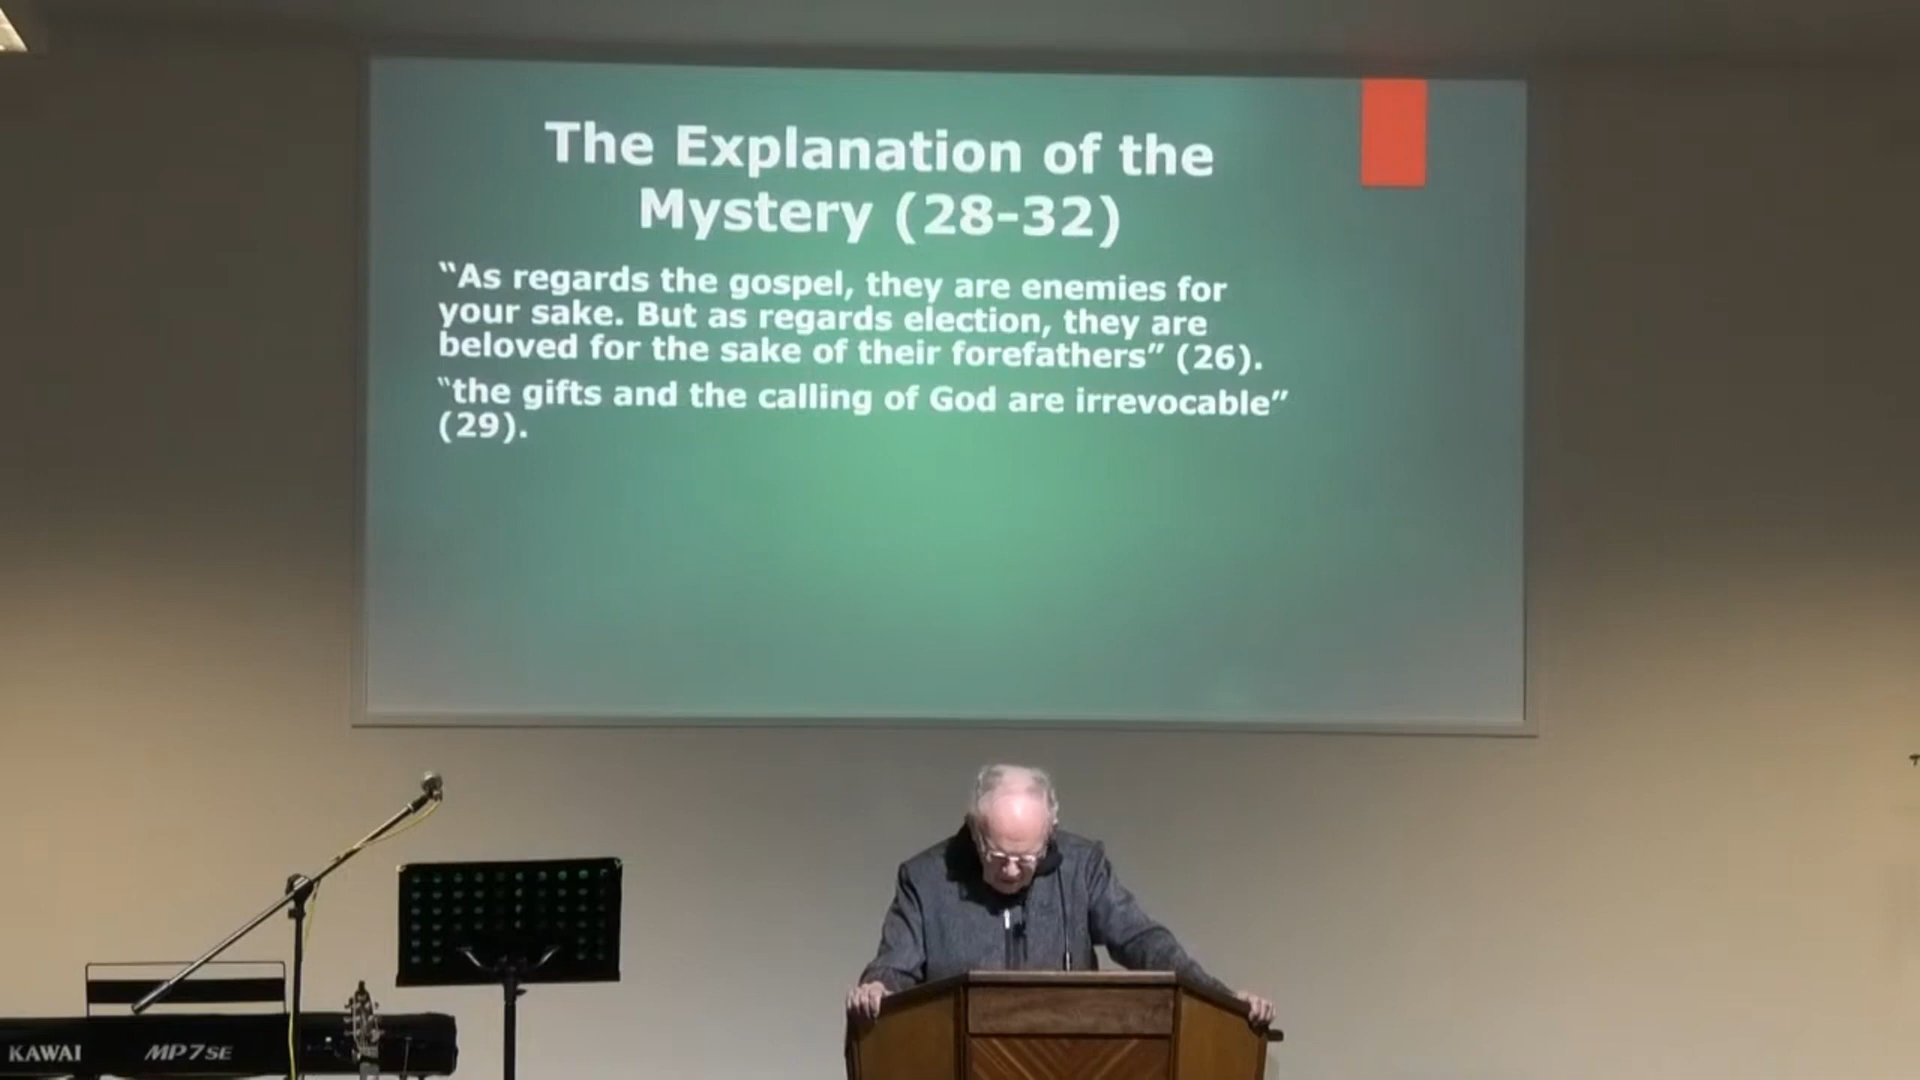 The Explanation of the
Mystery (28-32)
“As regards the gospel, they are enemies for
your sake. But as regards election, they are
beloved for the sake of their forefathers” (26).
“the gifts and the calling of God are irrevocable”
(29).
KAWAI MP7SE